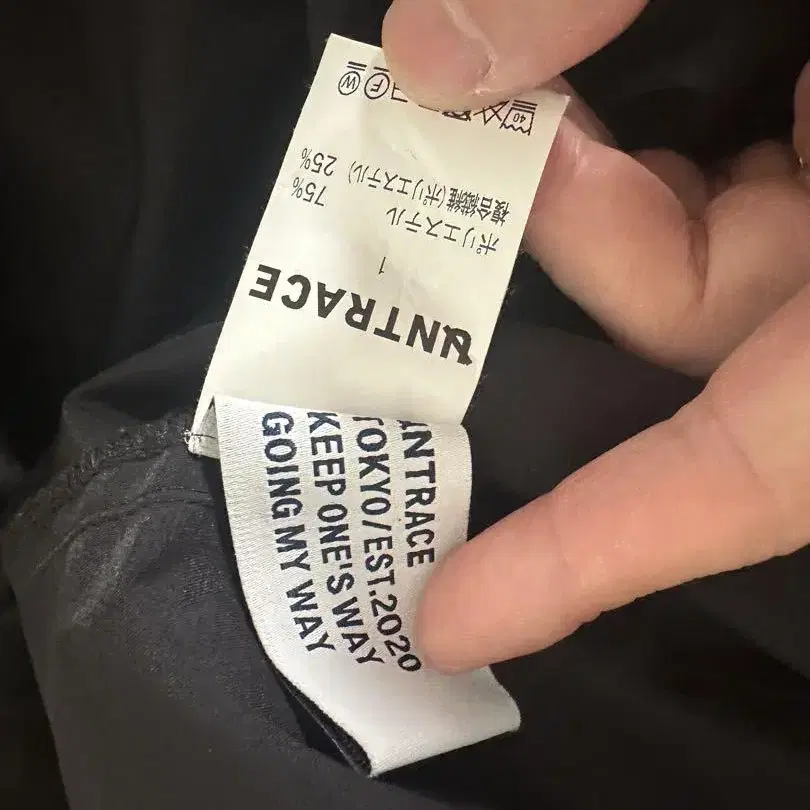 UNTRACE
1
ポリエステル 75%
複合繊維(ポリエステル) 25%
40
F
W
UNTRACE
TOKYO/EST.2020
KEEP ONE'S WAY
GOING MY WAY